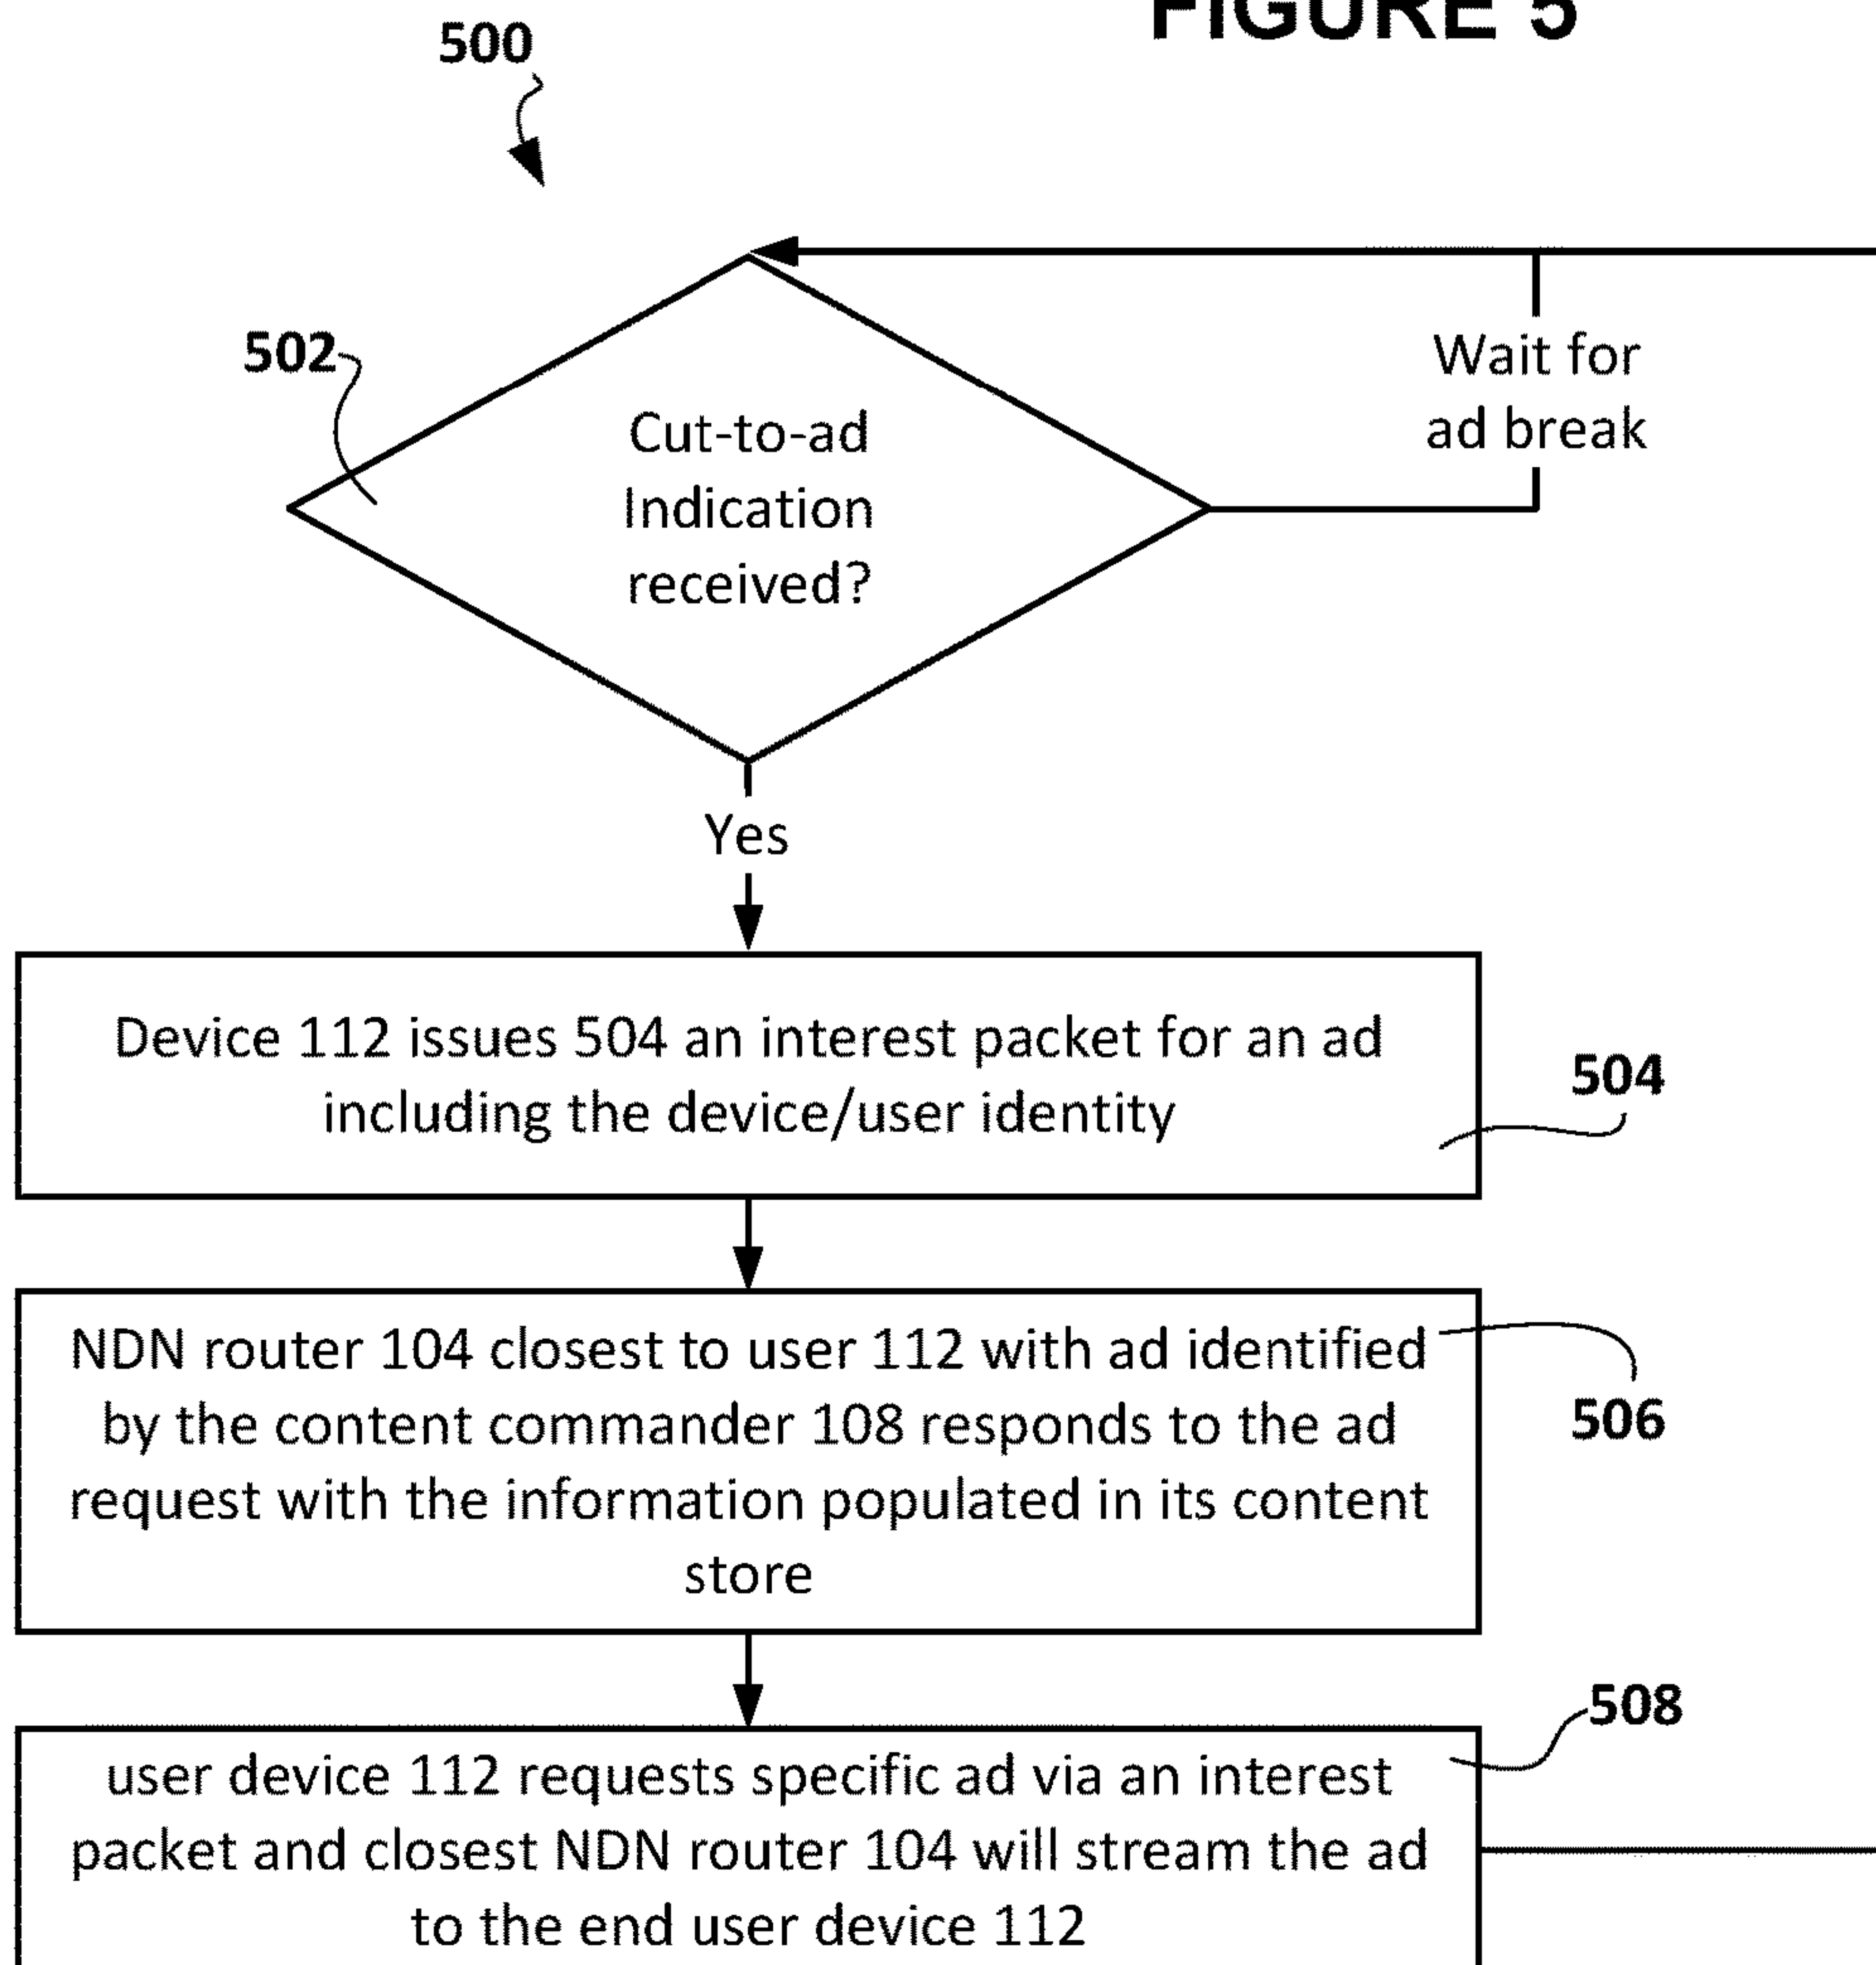 FIGURE 5
500
502
Cut-to-ad
Indication
received?
Wait for
ad break
Yes
Device 112 issues 504 an interest packet for an ad
including the device/user identity
504
NDN router 104 closest to user 112 with ad identified
by the content commander 108 responds to the ad
request with the information populated in its content
store
506
508
user device 112 requests specific ad via an interest
packet and closest NDN router 104 will stream the ad
to the end user device 112